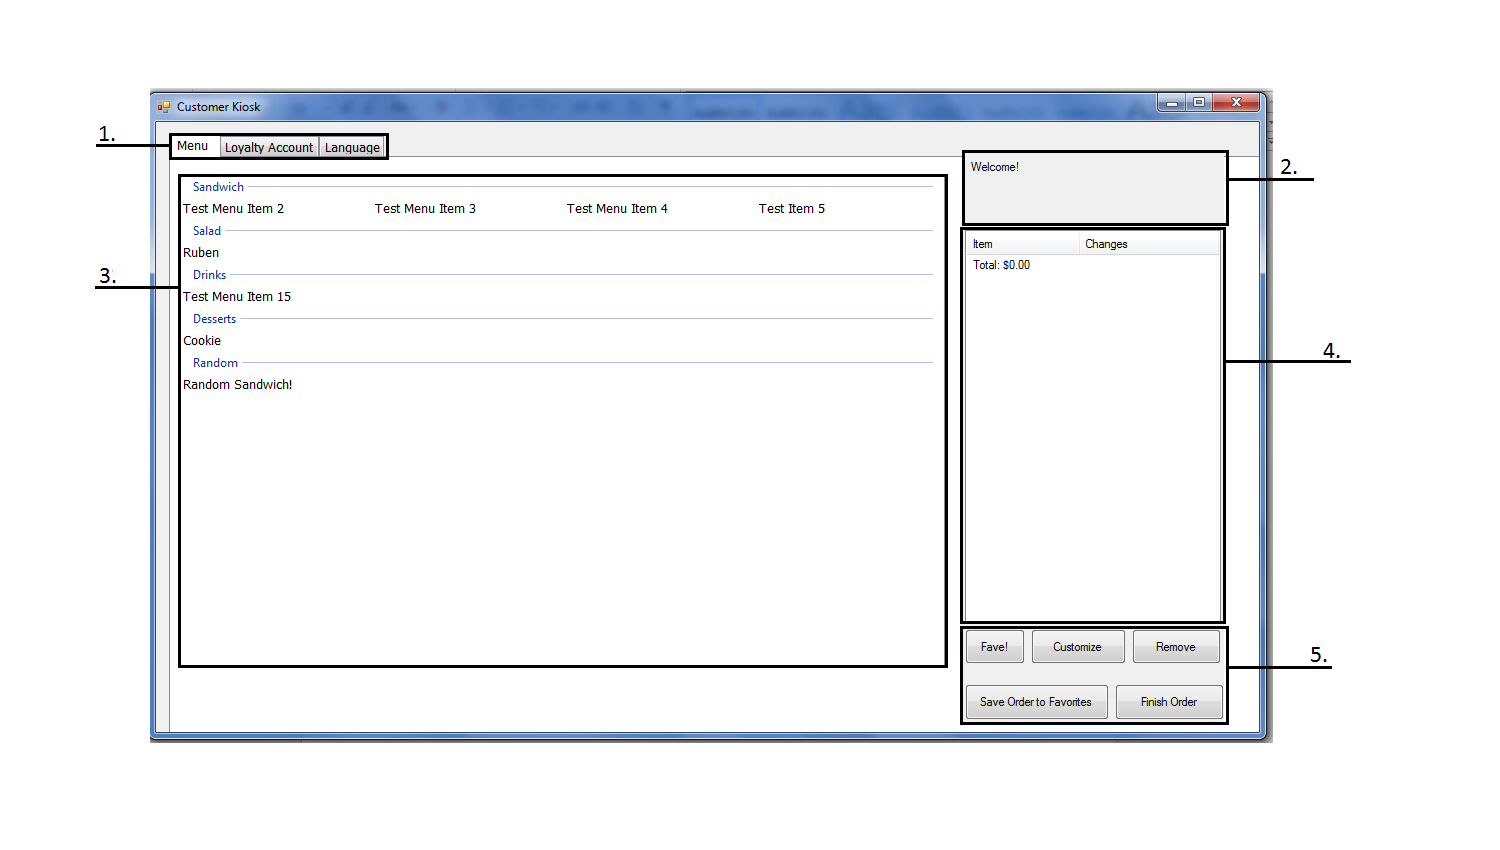 Customer Kiosk
1.
Menu Loyalty Account Language
2.
Welcome!
3.
Sandwich
Test Menu Item 2 Test Menu Item 3 Test Menu Item 4 Test Item 5
Salad
Ruben
Drinks
Test Menu Item 15
Desserts
Cookie
Random
Random Sandwich!
4.
Item Changes
Total: $0.00
5.
Fave! Customize Remove
Save Order to Favorites Finish Order